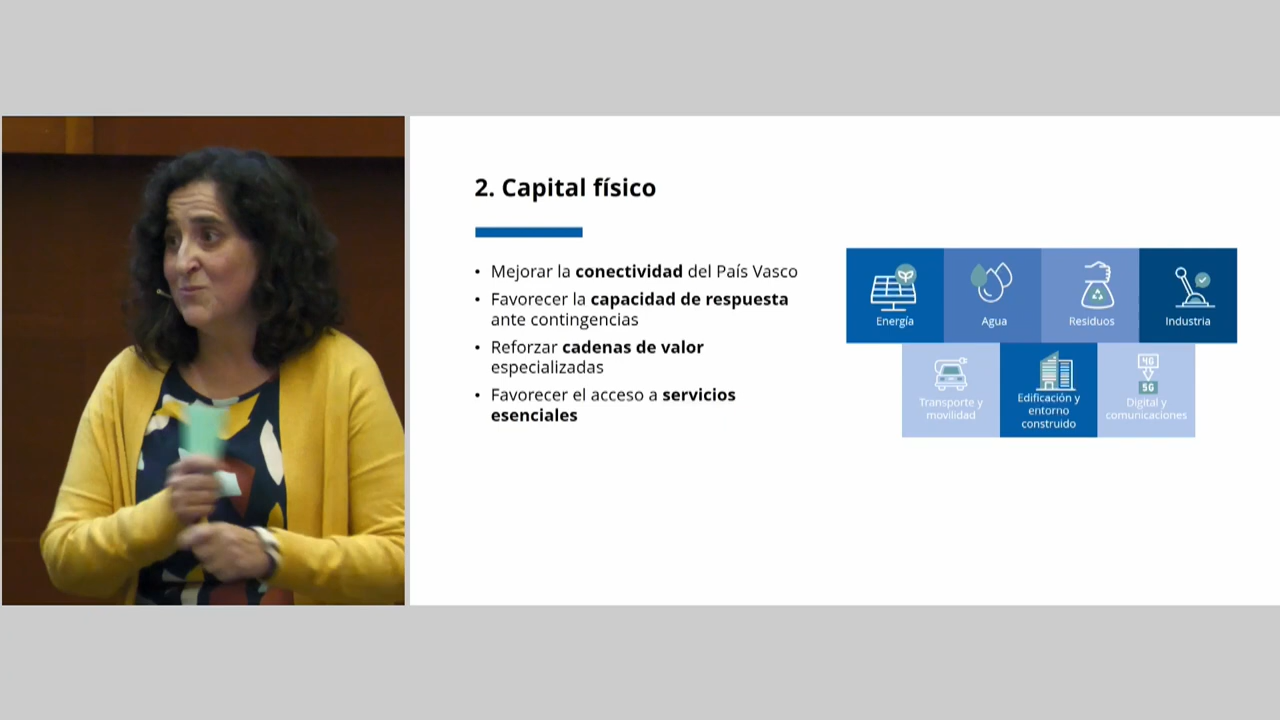 2. Capital físico
• Mejorar la conectividad del País Vasco
• Favorecer la capacidad de respuesta
ante contingencias
• Reforzar cadenas de valor
especializadas
• Favorecer el acceso a servicios
esenciales
Energía
Agua
Residuos
Industria
Transporte y
movilidad
Edificación y
entorno
construido
4G
5G
Digital y
comunicaciones